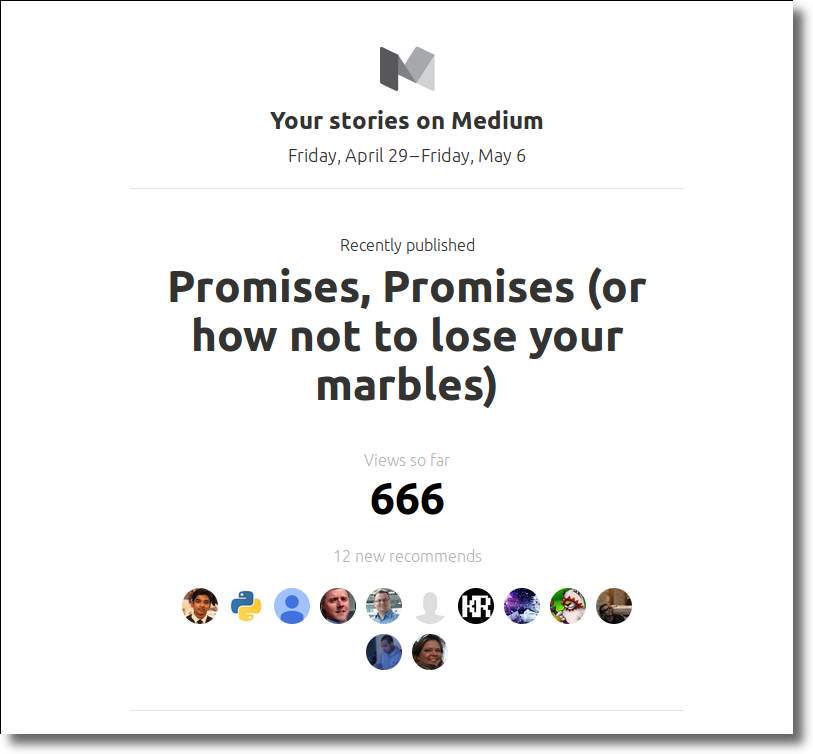 Your stories on Medium
Friday, April 29–Friday, May 6
Recently published
Promises, Promises (or
how not to lose your
marbles)
Views so far
666
12 new recommends
KR